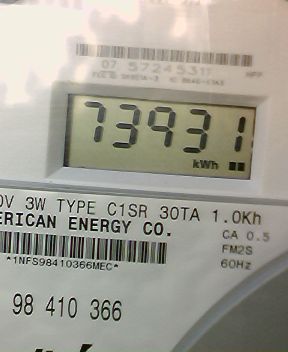 07 57245311
73931
kWh
0V 3W TYPE C1SR 30TA 1.0Kh
ERICAN ENERGY CO.
CA 0.5
FM2S
60Hz
*1NFS98410366MEC*
98 410 366